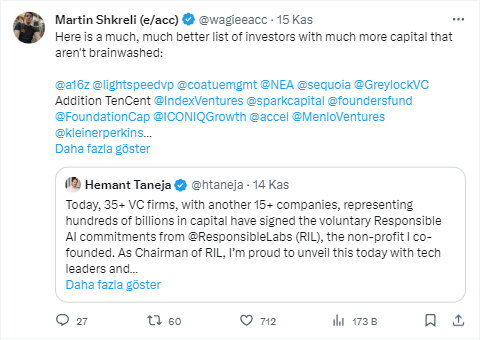 Martin Shkreli (e/acc) @wagieeacc · 15 Kas
Here is a much, much better list of investors with much more capital that
aren't brainwashed:
@a16z @lightspeedvp @coatuemgmt @NEA @sequoia @GreylockVC
Addition TenCent @IndexVentures @sparkcapital @foundersfund
@FoundationCap @ICONIQGrowth @accel @MenloVentures
@kleinerperkins...
Daha fazla göster
Hemant Taneja @htaneja · 14 Kas
Today, 35+ VC firms, with another 15+ companies, representing
hundreds of billions in capital have signed the voluntary Responsible
AI commitments from @ResponsibleLabs (RIL), the non-profit I co-
founded. As Chairman of RIL, I'm proud to unveil this today with tech
leaders and...
Daha fazla göster
27 60 712 173 B